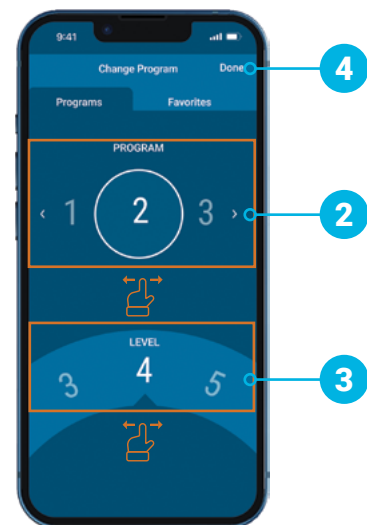 9:41
Change Program Done
4
Programs Favorites
PROGRAM
‹ 1 2 3 ›
2
LEVEL
3 4 5
3